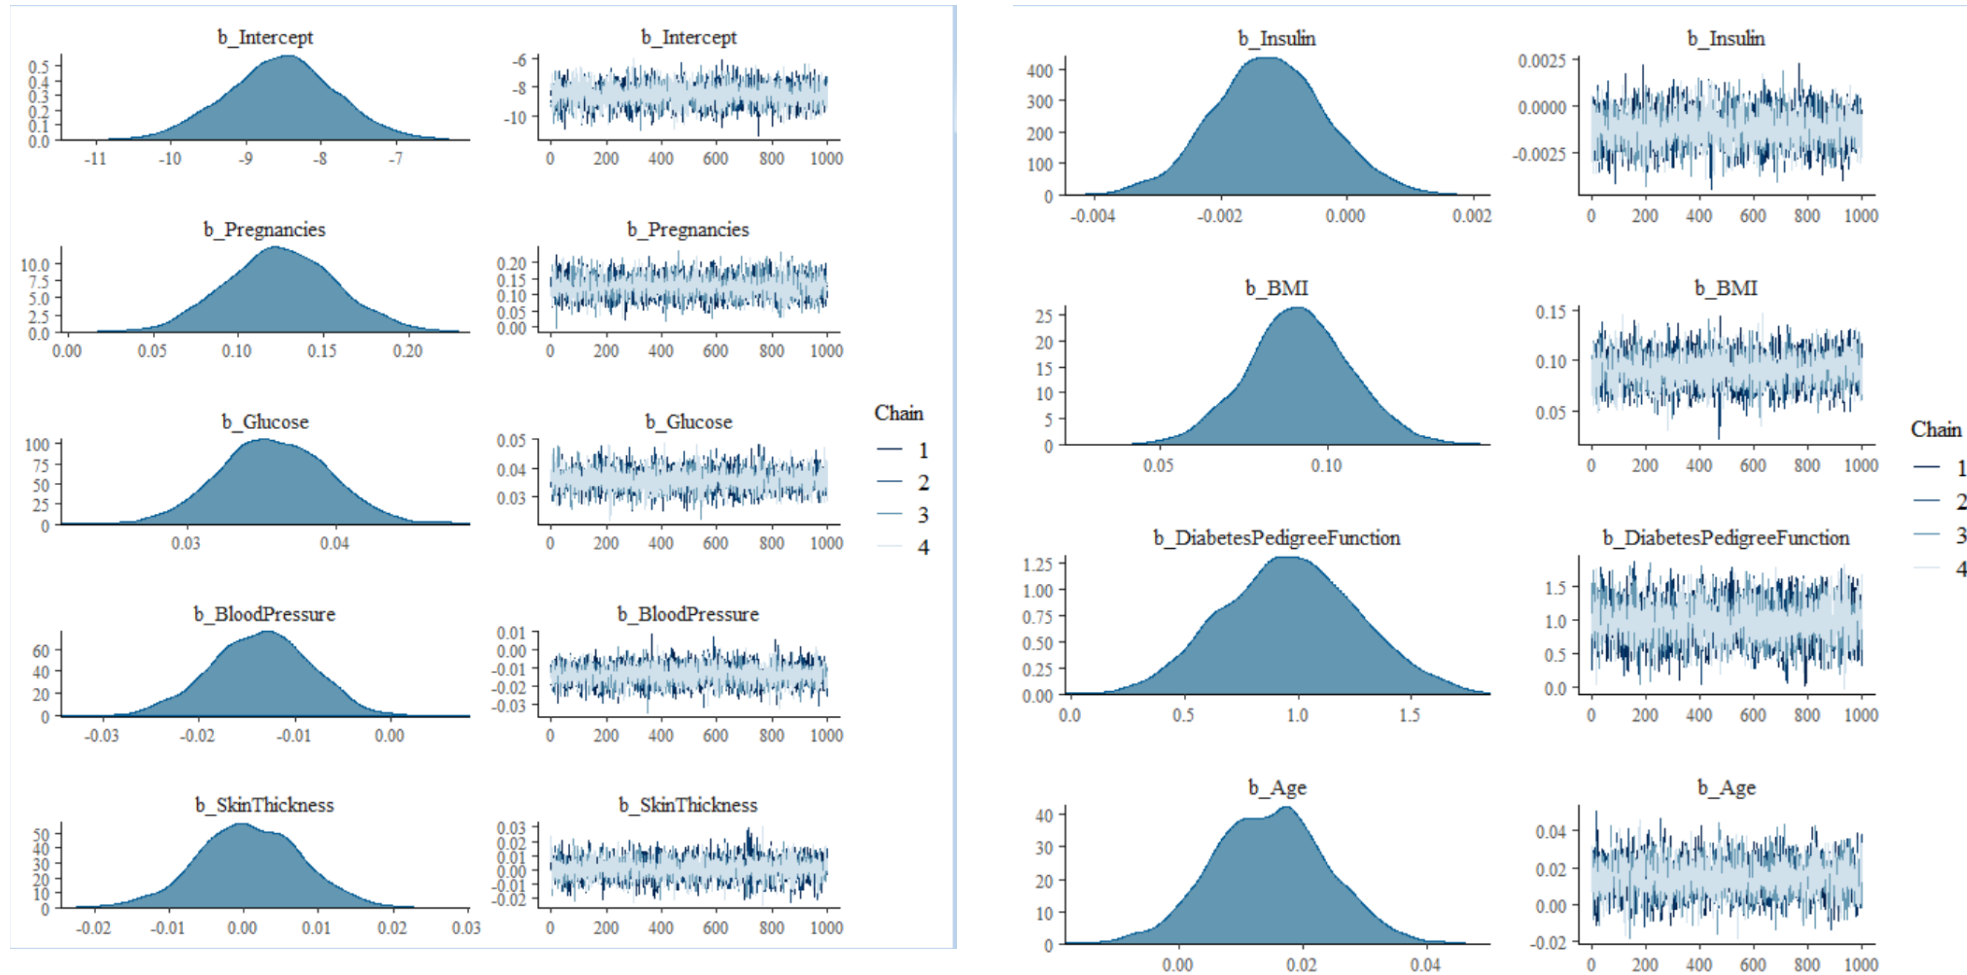 b_Intercept
0.5
0.4
0.3
0.2
0.1
0.0
-11 -10 -9 -8 -7
b_Intercept
-6
-8
-10
0 200 400 600 800 1000
b_Pregnancies
10.0
7.5
5.0
2.5
0.0
0.00 0.05 0.10 0.15 0.20
b_Pregnancies
0.20
0.15
0.10
0.05
0.00
0 200 400 600 800 1000
b_Glucose
100
75
50
25
0
0.03 0.04
b_Glucose
0.05
0.04
0.03
0 200 400 600 800 1000
b_BloodPressure
60
40
20
0
-0.03 -0.02 -0.01 0.00
b_BloodPressure
0.01
0.00
-0.01
-0.02
-0.03
0 200 400 600 800 1000
b_SkinThickness
50
40
30
20
10
0
-0.02 -0.01 0.00 0.01 0.02 0.03
b_SkinThickness
0.03
0.02
0.01
0.00
-0.01
-0.02
0 200 400 600 800 1000
Chain
1
2
3
4
b_Insulin
400
300
200
100
0
-0.004 -0.002 0.000 0.002
b_Insulin
0.0025
0.0000
-0.0025
0 200 400 600 800 1000
b_BMI
25
20
15
10
5
0
0.05 0.10
b_BMI
0.15
0.10
0.05
0 200 400 600 800 1000
b_DiabetesPedigreeFunction
1.25
1.00
0.75
0.50
0.25
0.00
0.0 0.5 1.0 1.5
b_DiabetesPedigreeFunction
1.5
1.0
0.5
0.0
0 200 400 600 800 1000
b_Age
40
30
20
10
0
0.00 0.02 0.04
b_Age
0.04
0.02
0.00
-0.02
0 200 400 600 800 1000
Chain
1
2
3
4